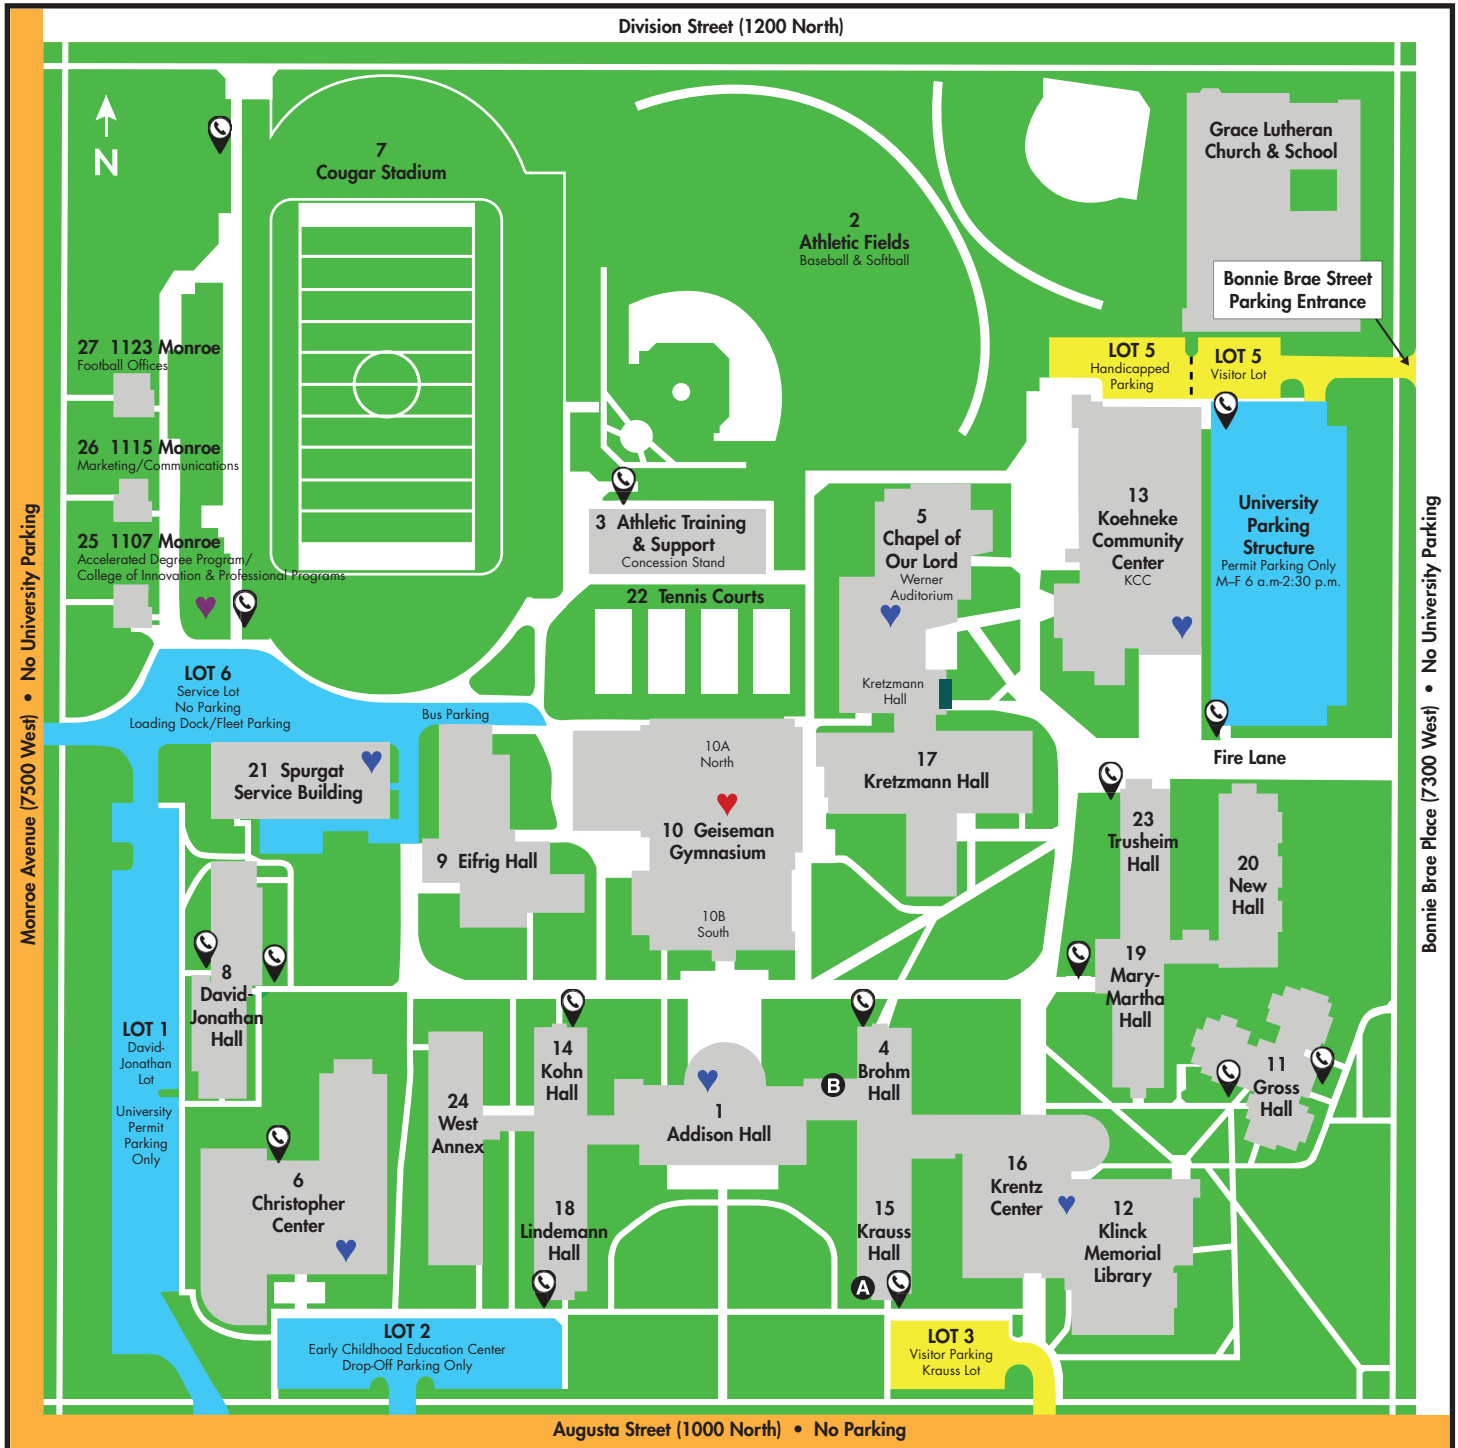 Division Street (1200 North)
N
7
Cougar Stadium
2
Athletic Fields
Baseball & Softball
Grace Lutheran
Church & School
Bonnie Brae Street
Parking Entrance
27 1123 Monroe
Football Offices
LOT 5
Handicapped
Parking
LOT 5
Visitor Lot
26 1115 Monroe
Marketing/Communications
25 1107 Monroe
Accelerated Degree Program/
College of Innovation & Professional Programs
3 Athletic Training
& Support
Concession Stand
5
Chapel of
Our Lord
Werner
Auditorium
13
Koehneke
Community
Center
KCC
University
Parking
Structure
Permit Parking Only
M–F 6 a.m-2:30 p.m.
22 Tennis Courts
Kretzmann
Hall
LOT 6
Service Lot
No Parking
Loading Dock/Fleet Parking
Bus Parking
21 Spurgat
Service Building
10A
North
10 Geiseman
Gymnasium
10B
South
17
Kretzmann Hall
Fire Lane
9 Eifrig Hall
23
Trusheim
Hall
20
New
Hall
19
Mary-
Martha
Hall
8
David-
Jonathan
Hall
LOT 1
David-
Jonathan
Lot
University
Permit
Parking
Only
14
Kohn
Hall
4
Brohm
Hall
B
1
Addison Hall
11
Gross
Hall
24
West
Annex
6
Christopher
Center
18
Lindemann
Hall
15
Krauss
Hall
A
16
Krentz
Center
12
Klinck
Memorial
Library
LOT 2
Early Childhood Education Center
Drop-Off Parking Only
LOT 3
Visitor Parking
Krauss Lot
Augusta Street (1000 North) • No Parking
Monroe Avenue (7500 West) • No University Parking
Bonnie Brae Place (7300 West) • No University Parking